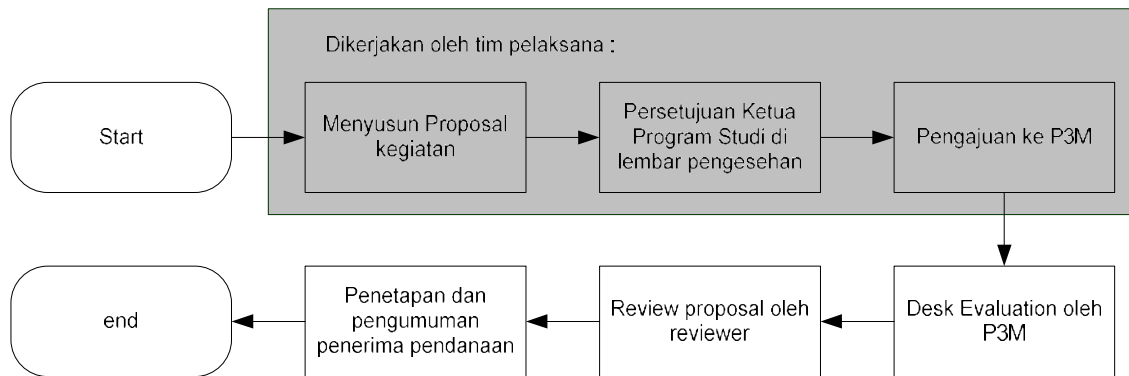 Dikerjakan oleh tim pelaksana :
Start
Menyusun Proposal
kegiatan
Persetujuan Ketua
Program Studi di
lembar pengesehan
Pengajuan ke P3M
Desk Evaluation oleh
P3M
Review proposal oleh
reviewer
Penetapan dan
pengumuman
penerima pendanaan
end